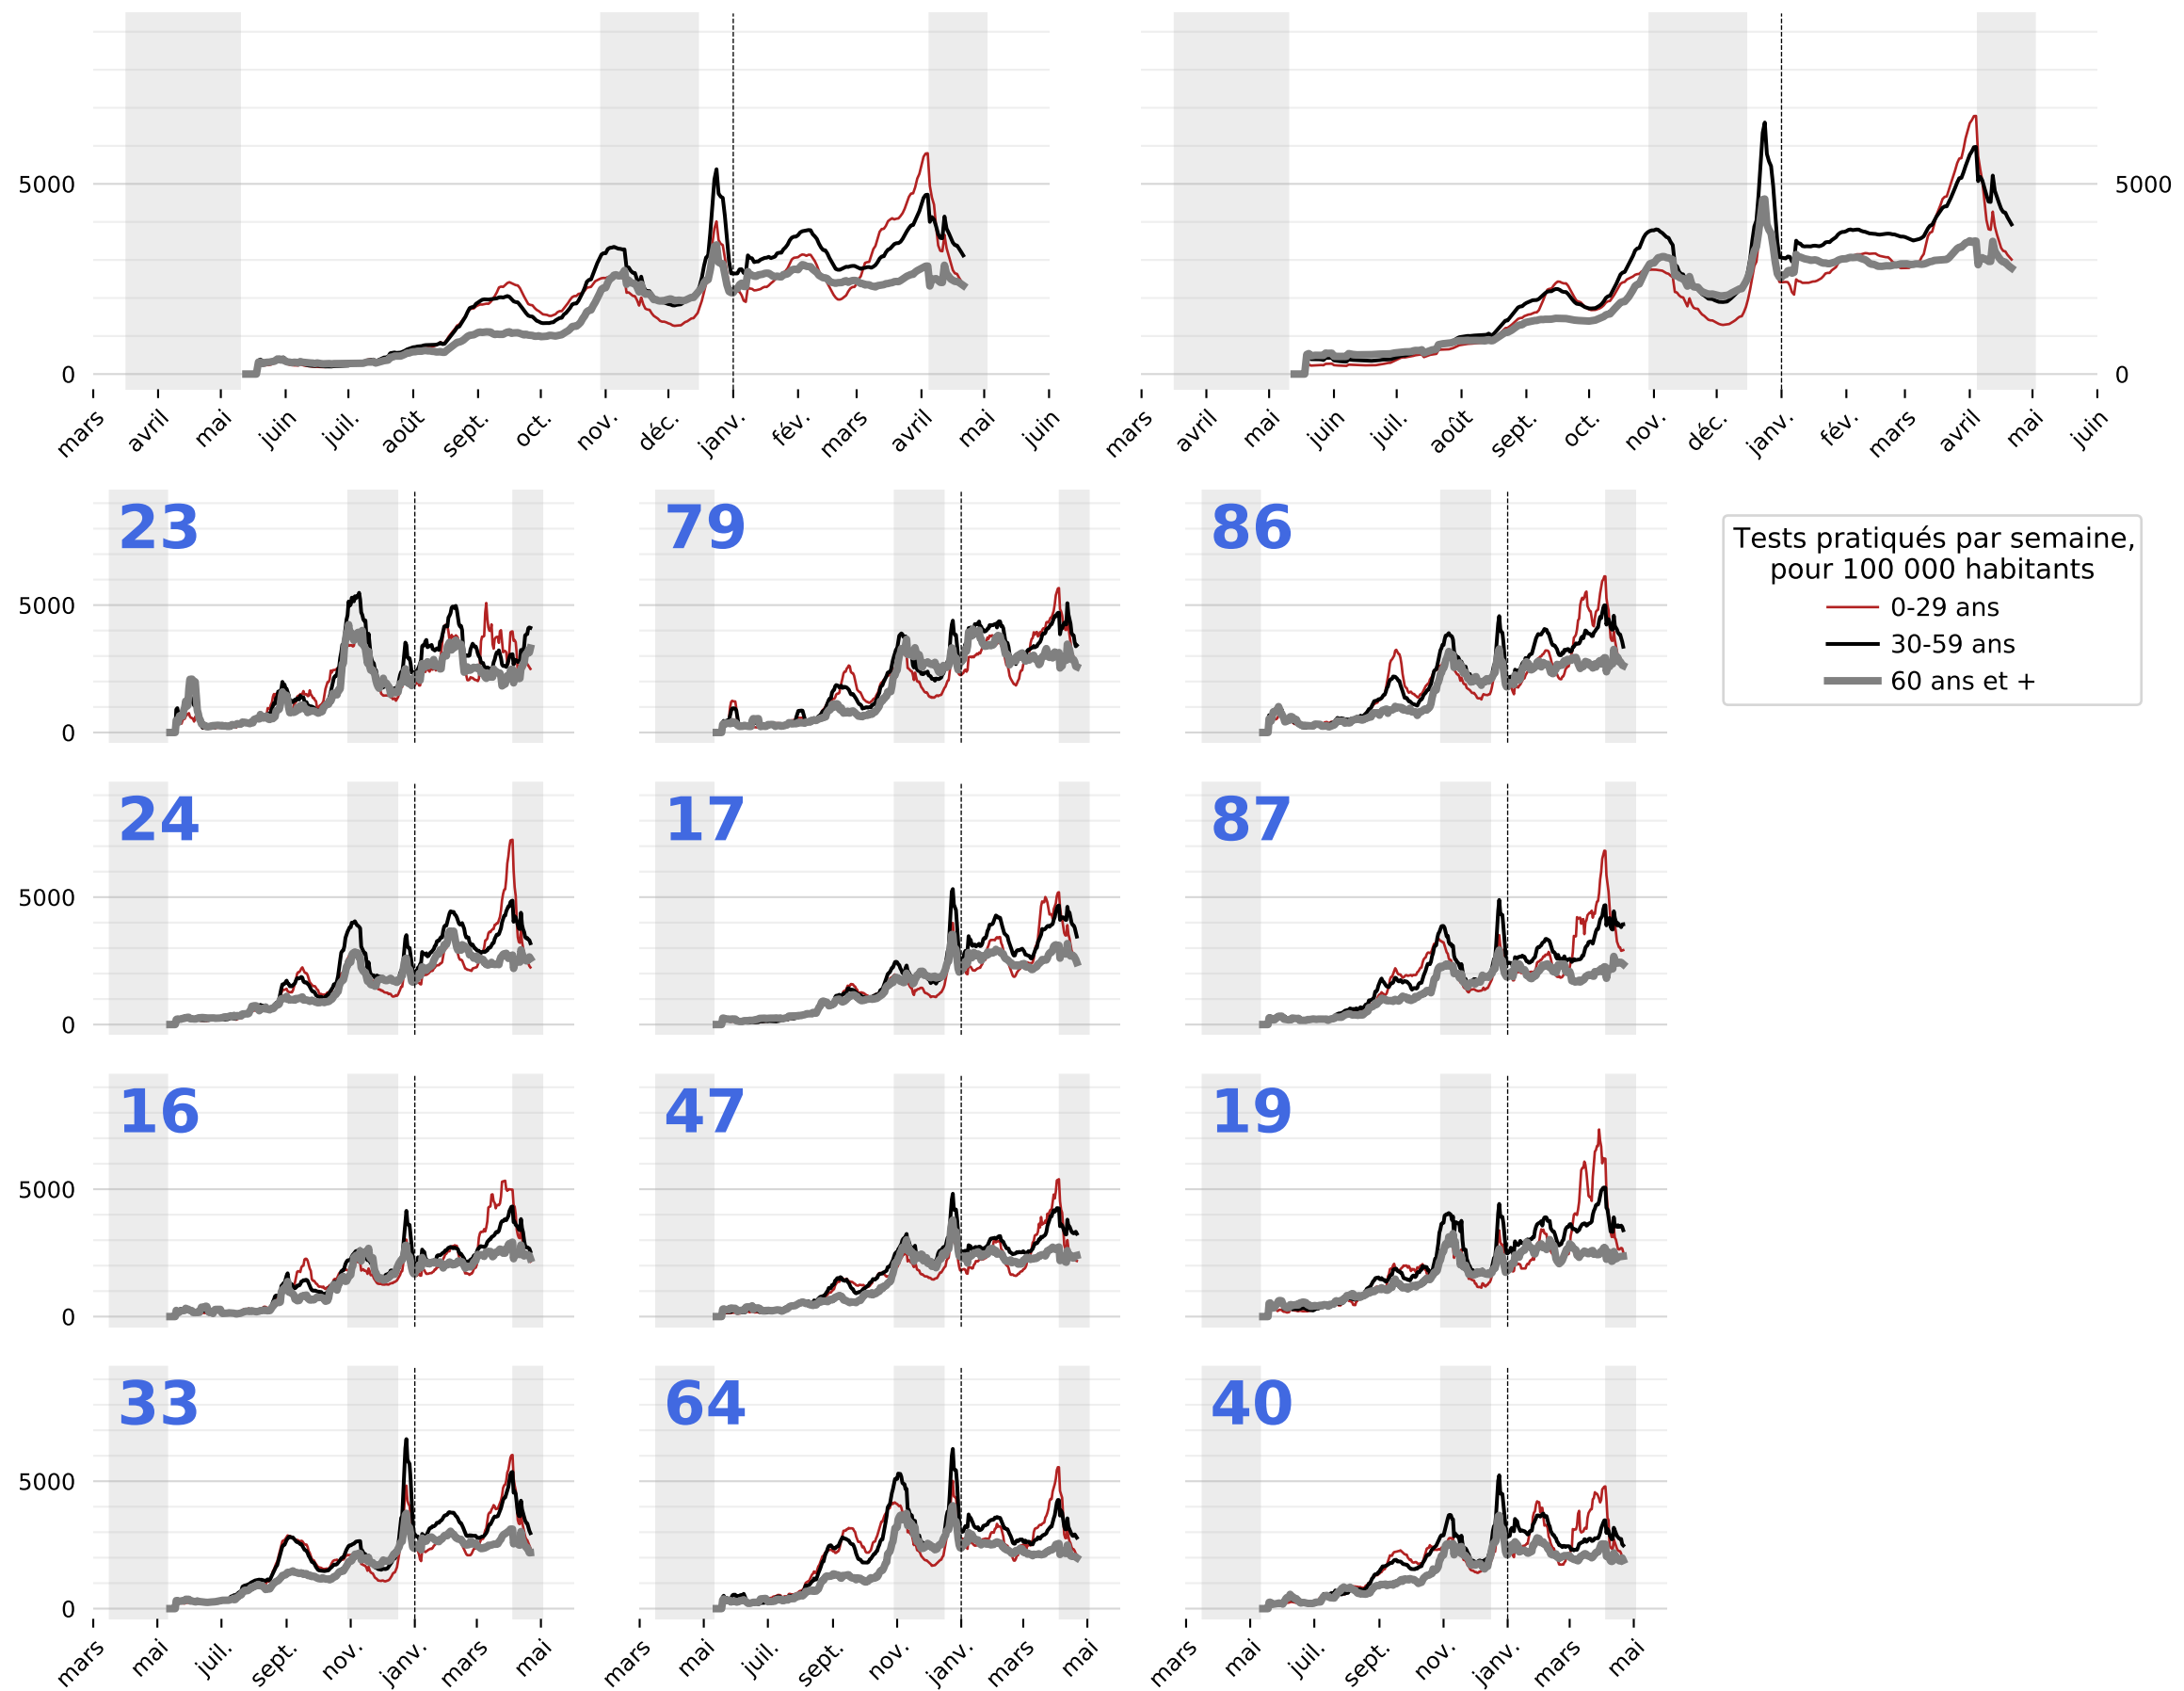 5000
0
mars avril mai juin juil. août sept. oct. nov. déc. janv. fév. mars avril mai juin
5000
0
mars avril mai juin juil. août sept. oct. nov. déc. janv. fév. mars avril mai juin
23
79
86
5000
0
Tests pratiqués par semaine,
pour 100 000 habitants
0-29 ans
30-59 ans
60 ans et +
24
17
87
5000
0
16
47
19
5000
0
33
64
40
5000
0
mars mai juil. sept. nov. janv. mars mai
mars mai juil. sept. nov. janv. mars mai
mars mai juil. sept. nov. janv. mars mai